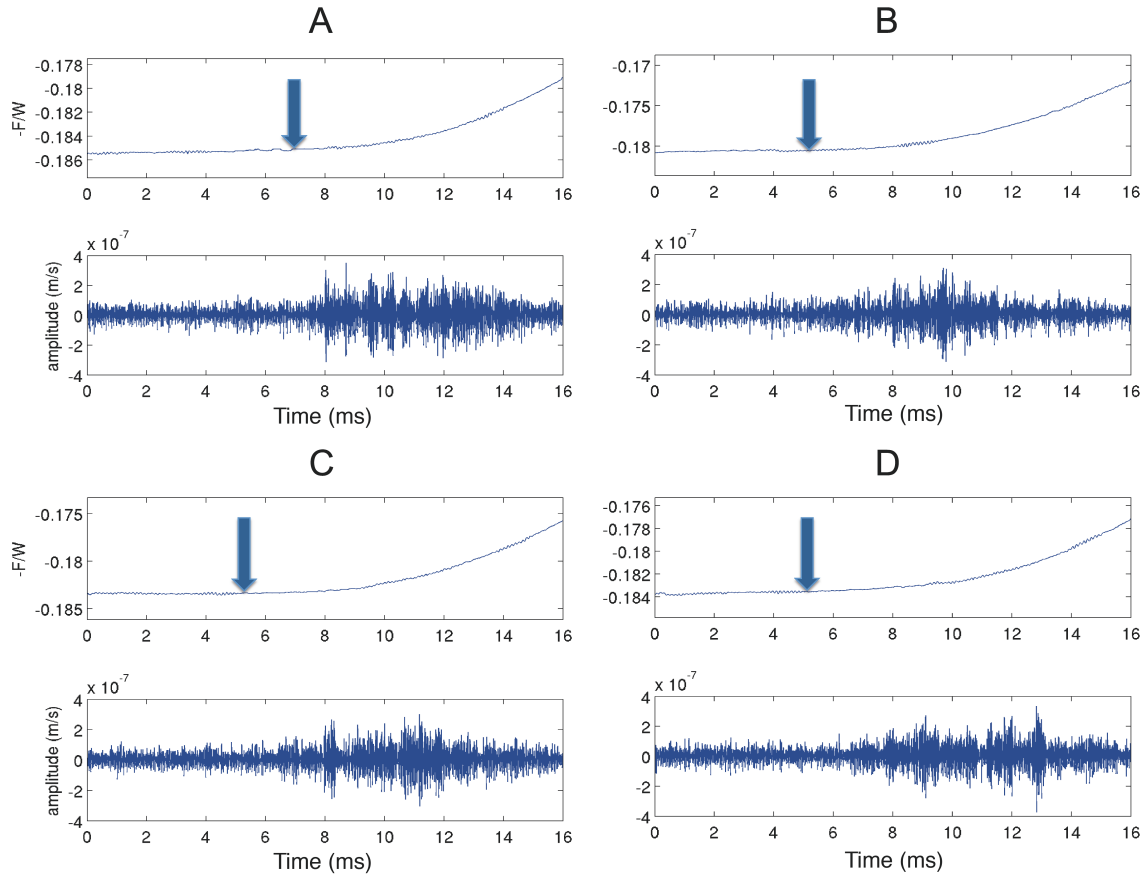 A
-F/W
-0.178
-0.18
-0.182
-0.184
-0.186
0 2 4 6 8 10 12 14 16
x 10-7
amplitude (m/s)
4
2
0
-2
-4
0 2 4 6 8 10 12 14 16
Time (ms)
B
-0.17
-0.175
-0.18
0 2 4 6 8 10 12 14 16
x 10-7
4
2
0
-2
-4
0 2 4 6 8 10 12 14 16
Time (ms)
C
-F/W
-0.175
-0.18
-0.185
0 2 4 6 8 10 12 14 16
x 10-7
amplitude (m/s)
4
2
0
-2
-4
0 2 4 6 8 10 12 14 16
Time (ms)
D
-0.176
-0.178
-0.18
-0.182
-0.184
0 2 4 6 8 10 12 14 16
x 10-7
4
2
0
-2
-4
0 2 4 6 8 10 12 14 16
Time (ms)